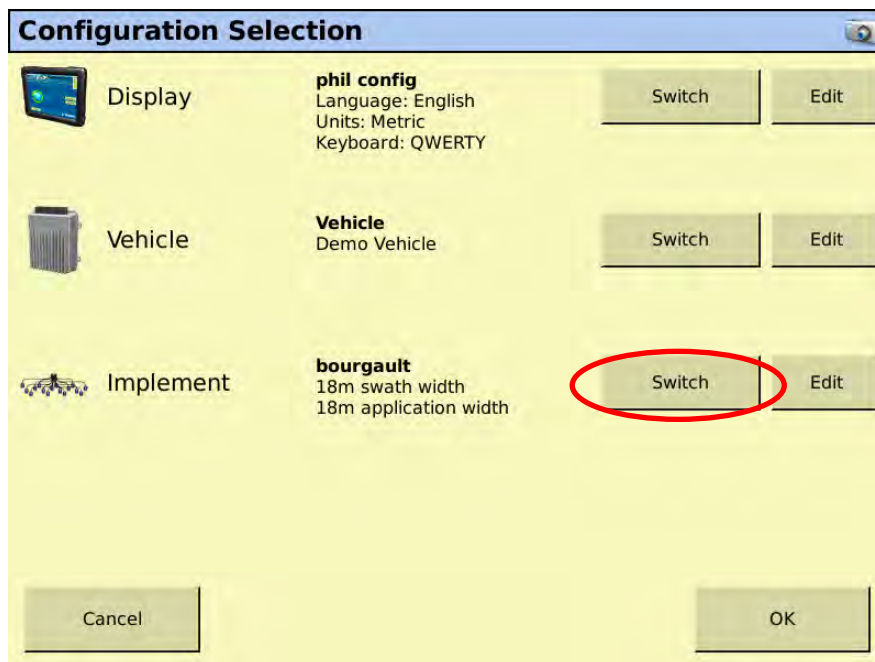 Configuration Selection
Display
phil config
Language: English
Units: Metric
Keyboard: QWERTY
Switch
Edit
Vehicle
Vehicle
Demo Vehicle
Switch
Edit
Implement
bourgault
18m swath width
18m application width
Switch
Edit
Cancel
OK